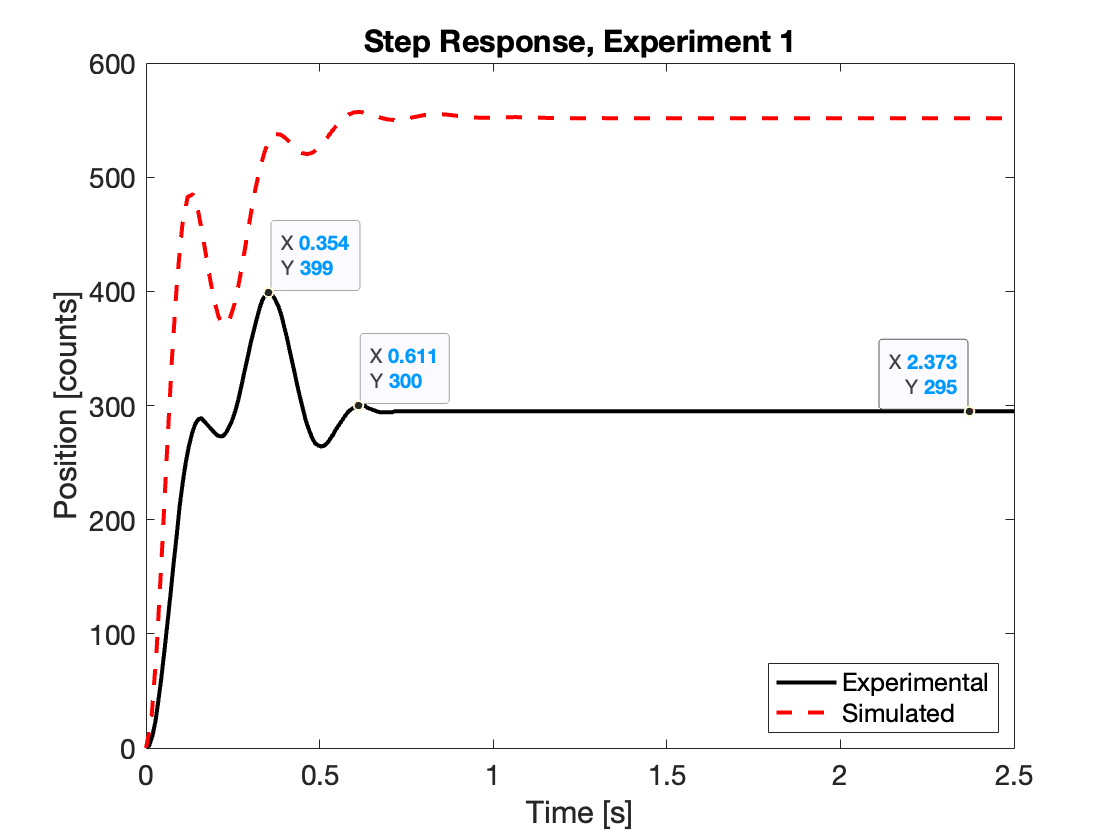 Step Response, Experiment 1
600
500
400
300
200
100
0
Position [counts]
X 0.354
Y 399
X 0.611
Y 300
X 2.373
Y 295
Experimental
Simulated
0
0.5
1
1.5
2
2.5
Time [s]